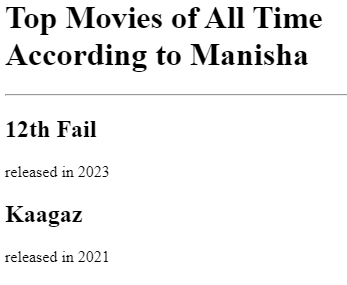 Top Movies of All Time
According to Manisha
12th Fail
released in 2023
Kaagaz
released in 2021